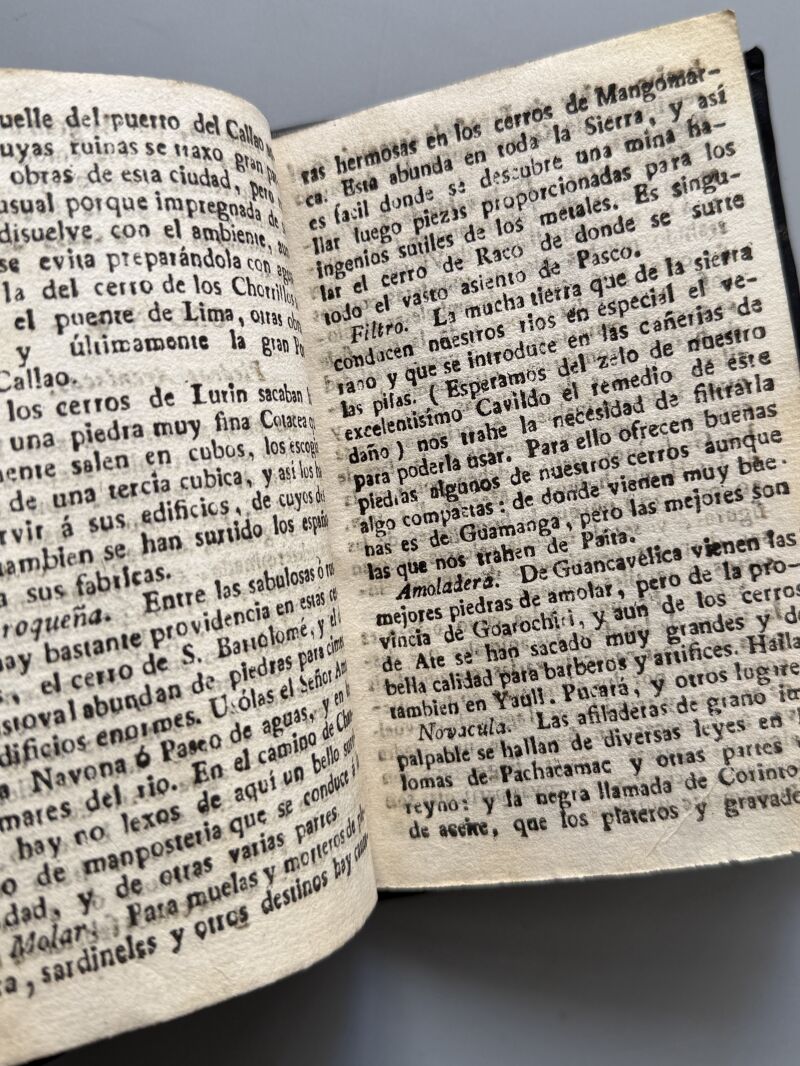 uelle del puerto del Callao
uyas ruinas se traxo gran
obras de esta ciudad, pero
usual porque impregnada de
disuelve con el ambiente,
se evita preparándola con
la del cerro de los Chorrillos
el puente de Lima, otras
y últimamente la gran
Callao.
los cerros de Lurin sacaban
una piedra muy fina Cotacea
mente salen en cubos, los
de una tercia cubica, y así los
rvir á sus edificios, de cuyos
tambien se han surtido los
a sus fabricas.
roqueña. Entre las sabulosas ó
hay bastante providencia en estas
, el cerro de S. Bartolomé, y el
stoval abundan de piedras para
dificios enormes. Usólas el Señor
a Navona ó Paseo de aguas, y en
mares del rio. En el camino de
hay no lexos de aquí un bello
o de manposteria que se conduce á
dad, y de otras varias partes
Molar. Para muelas y morteros de
ra, sardineles y otros destinos hay
ras hermosas en los cerros de Mangomar-
ca. Esta abunda en toda la Sierra, y así
es facil donde se descubre una mina ha-
llar luego piezas proporcionadas para los
ingenios sutiles de los metales. Es singu-
lar el cerro de Raco de donde se surte
todo el vasto asiento de Pasco.
Filtro. La mucha tierra que de la sierra
conducen nuestros rios en especial el ve-
rano y que se introduce en las cañerias de
las pilas. (Esperamos del zelo de nuestro
excelentisimo Cavildo el remedio de este
daño) nos trahe la necesidad de filtrarla
para poderla usar. Para ello ofrecen buenas
piedras algunos de nuestros cerros aunque
algo compactas: de donde vienen muy bue-
nas es de Guamanga, pero las mejores son
las que nos trahen de Paita.
Amoladera. De Guancavelica vienen las
mejores piedras de amolar, pero de la pro-
vincia de Goarochiri, y aun de los cerros
de Ate se han sacado muy grandes y de
bella calidad para barberos y artifices. Halla
tambien en Yauli. Pucará, y otros lugares
Novacula. Las afiladeras de grano im
palpable se hallan de diversas leyes en
lomas de Pachacamac y otras partes
reyno: y la negra llamada de Corinto
de aceite, que los plateros y gravado